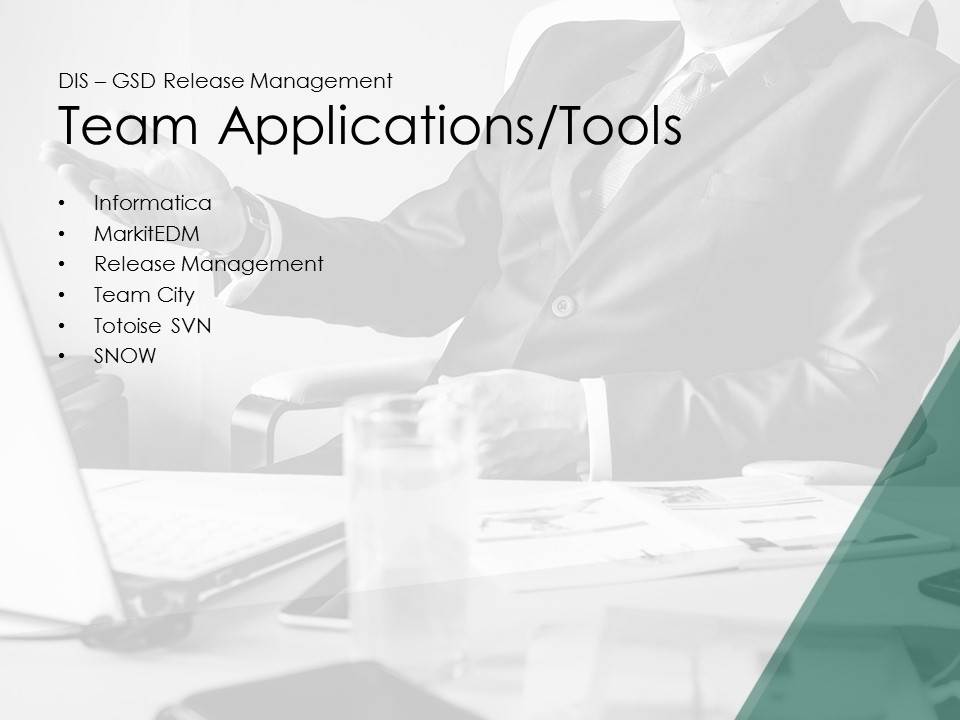 DIS – GSD Release Management
Team Applications/Tools
• Informatica
• MarkitEDM
• Release Management
• Team City
• Totoise SVN
• SNOW